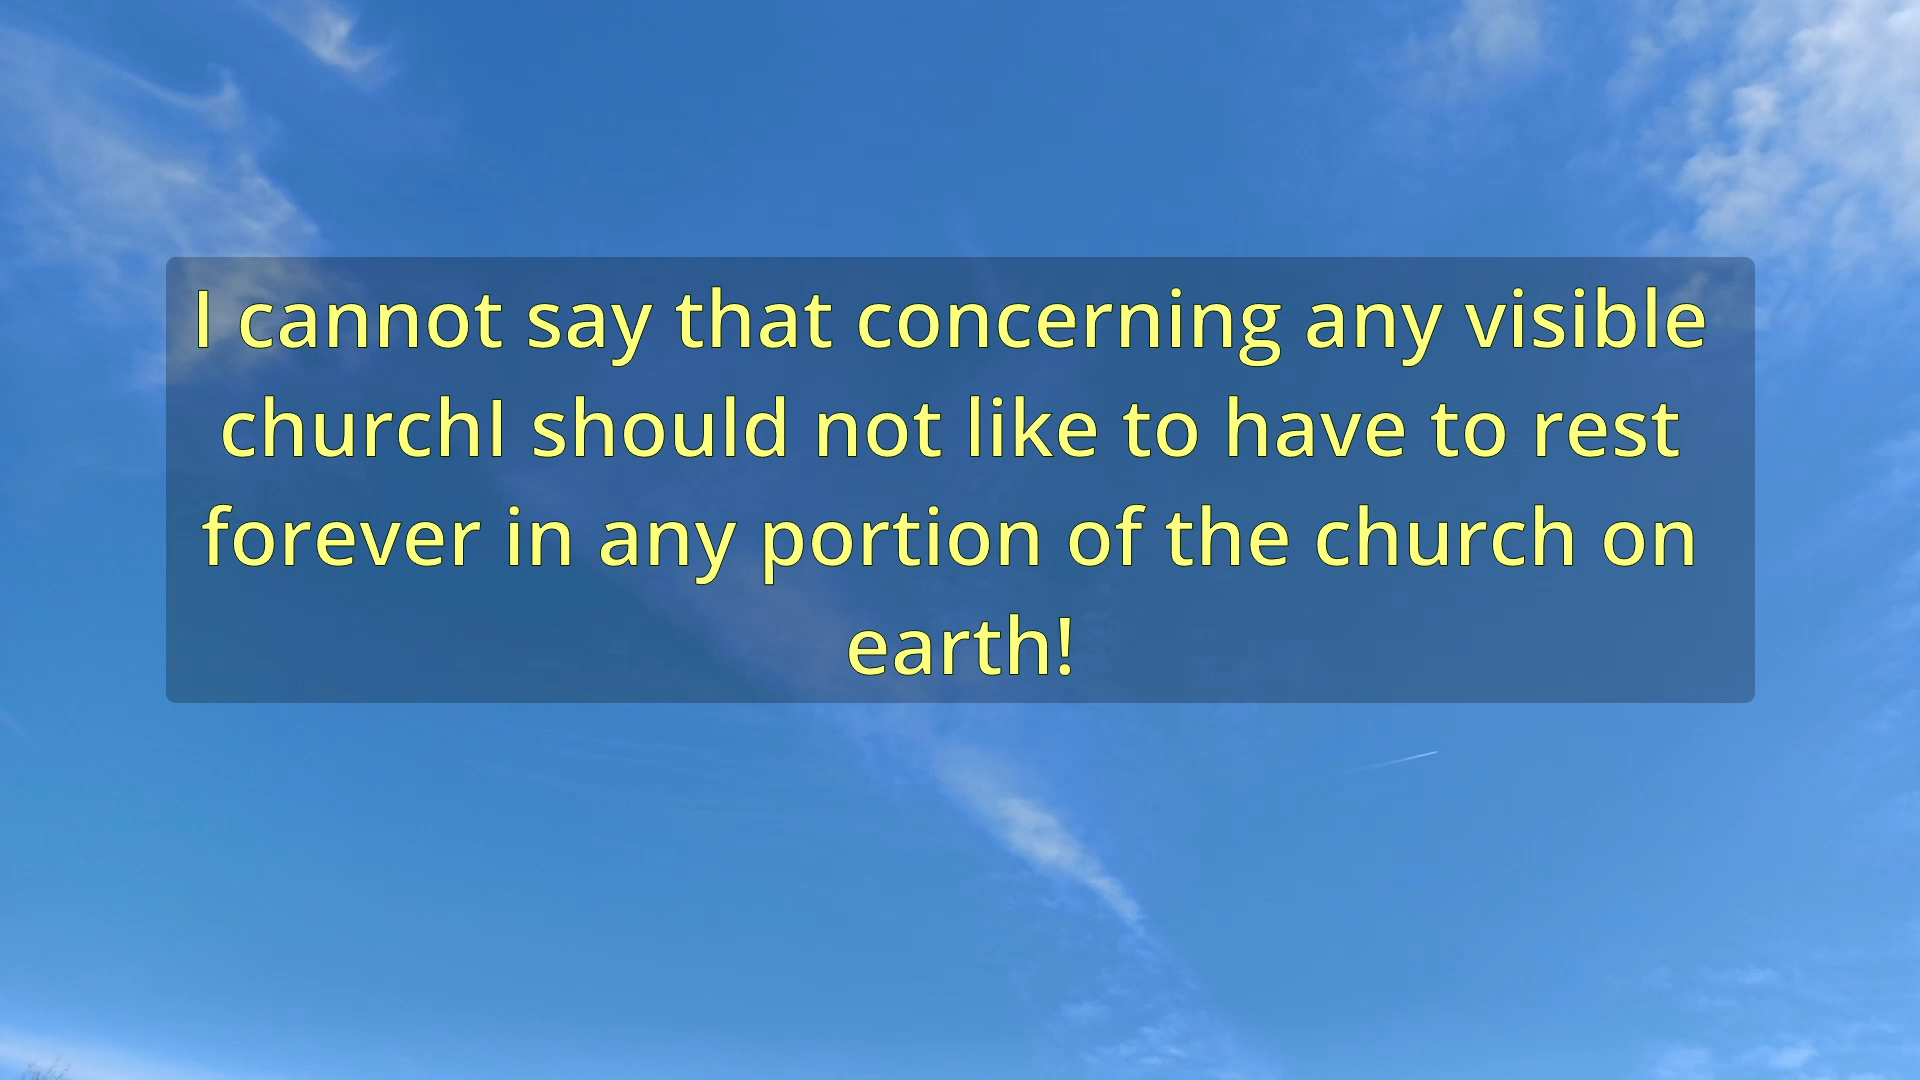 I cannot say that concerning any visible
churchI should not like to have to rest
forever in any portion of the church on
earth!